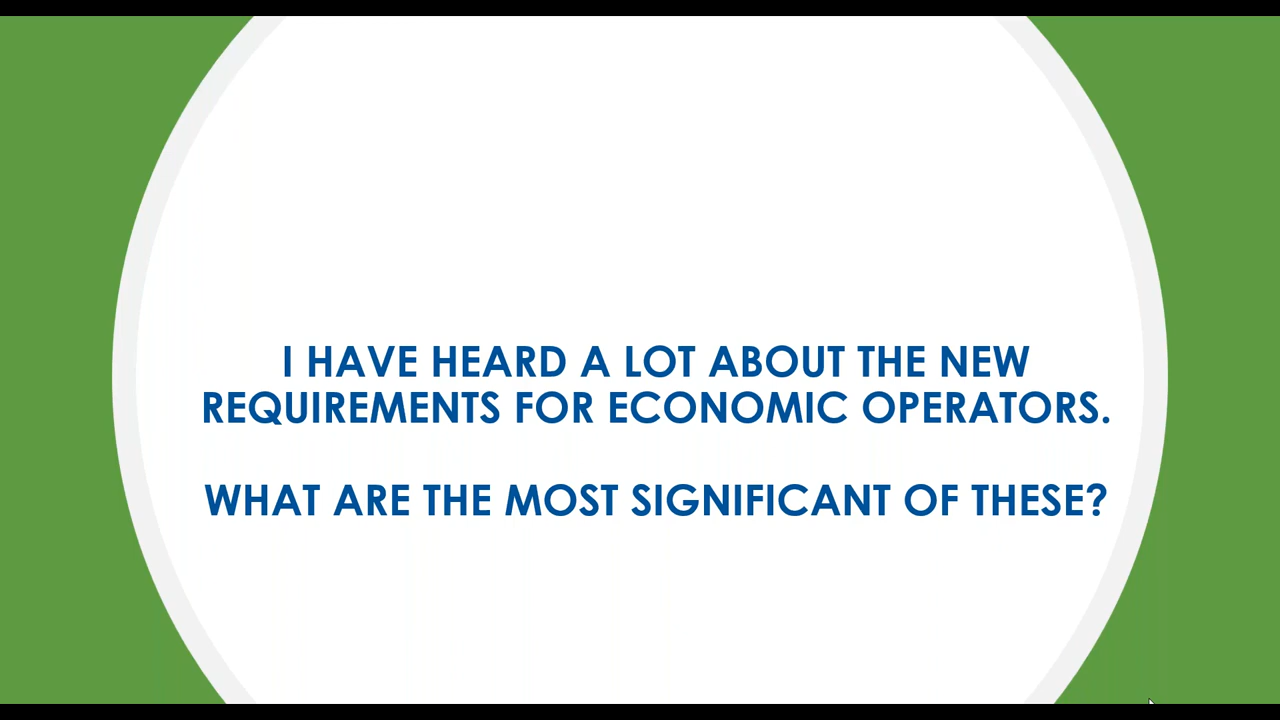 I HAVE HEARD A LOT ABOUT THE NEW
REQUIREMENTS FOR ECONOMIC OPERATORS.
WHAT ARE THE MOST SIGNIFICANT OF THESE?